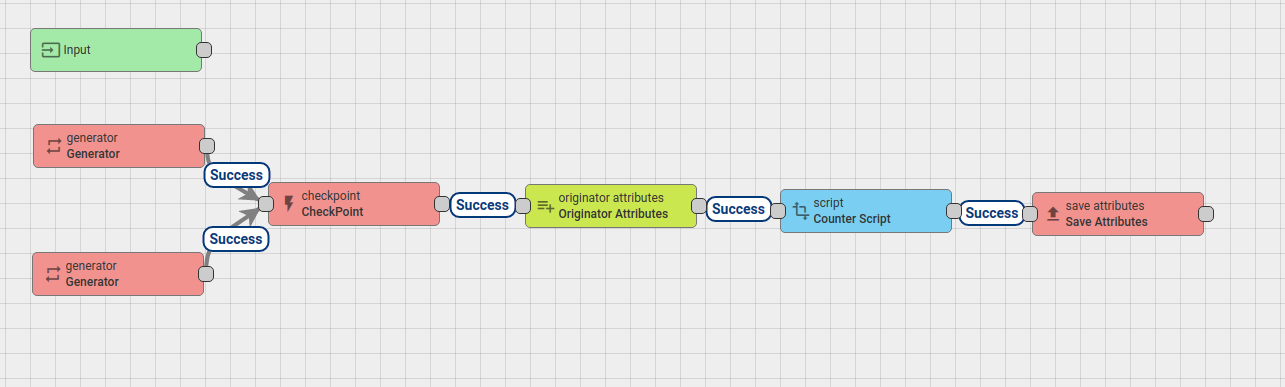 Input
generator
Generator
Success
checkpoint
CheckPoint
Success
originator attributes
Originator Attributes
Success
script
Counter Script
Success
save attributes
Save Attributes
Success
generator
Generator